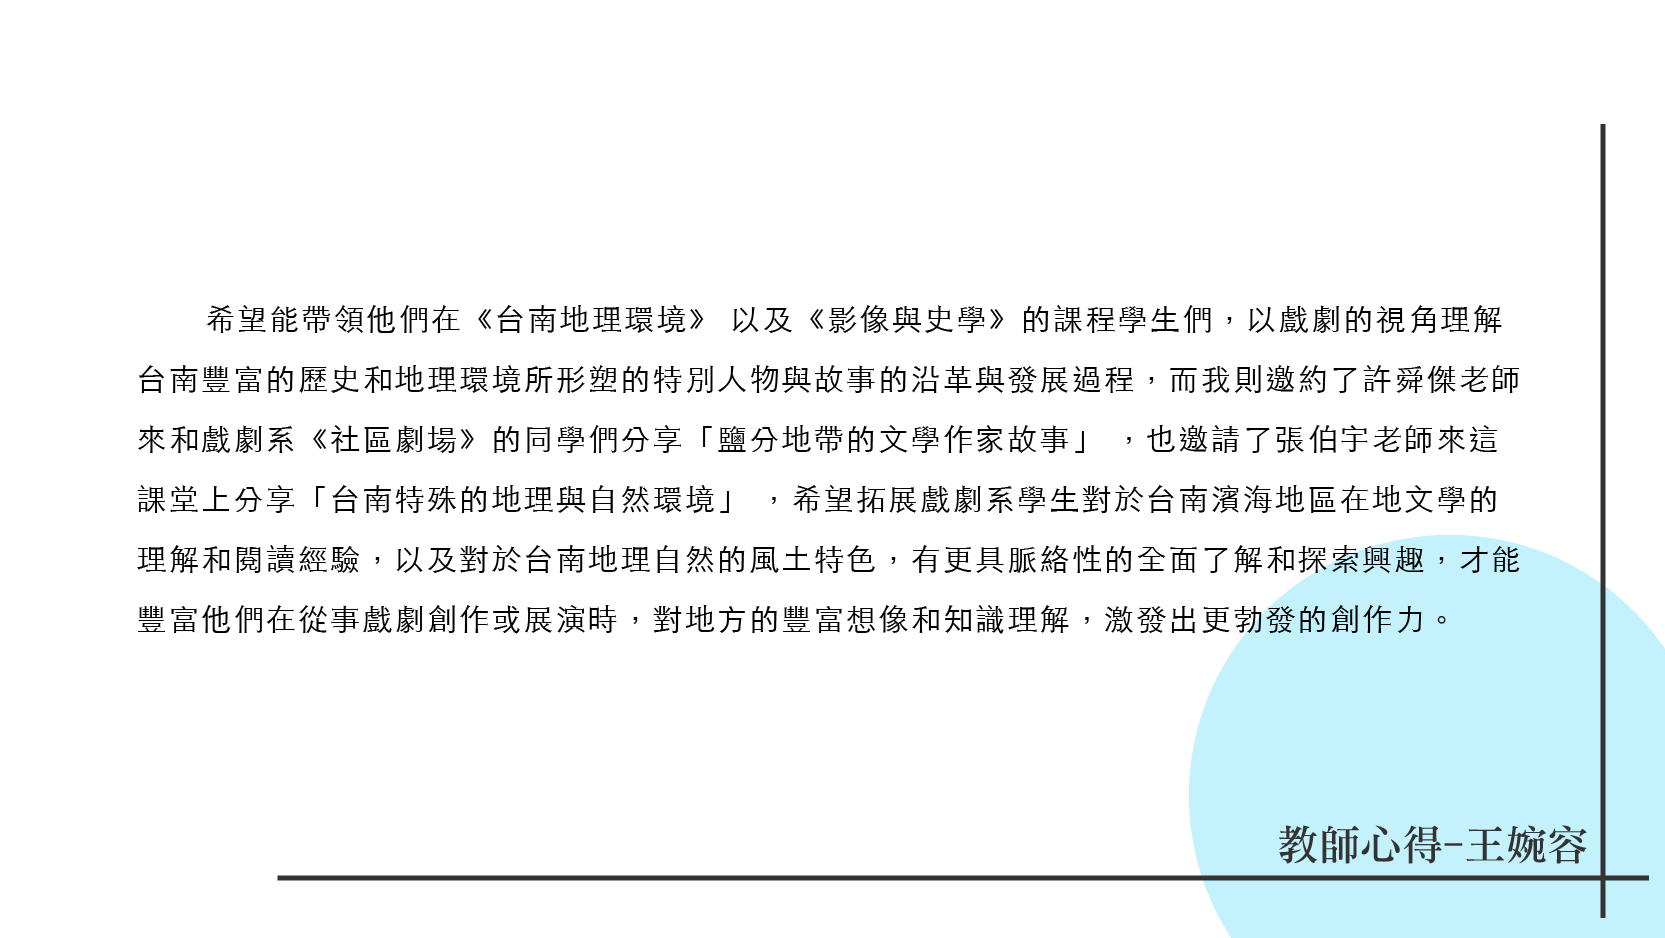 希望能帶領他們在《台南地理環境》 以及《影像與史學》的課程學生們，以戲劇的視角理解
台南豐富的歷史和地理環境所形塑的特別人物與故事的沿革與發展過程，而我則邀約了許舜傑老師
來和戲劇系《社區劇場》的同學們分享「鹽分地帶的文學作家故事」 ，也邀請了張伯宇老師來這
課堂上分享「台南特殊的地理與自然環境」 ，希望拓展戲劇系學生對於台南濱海地區在地文學的
理解和閱讀經驗，以及對於台南地理自然的風土特色，有更具脈絡性的全面了解和探索興趣，才能
豐富他們在從事戲劇創作或展演時，對地方的豐富想像和知識理解，激發出更勃發的創作力。
教師心得–王婉容